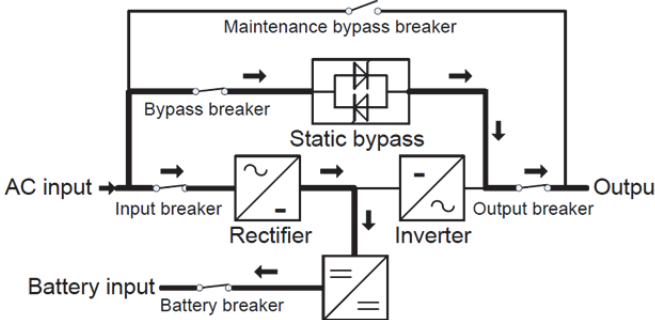 Maintenance bypass breaker
Bypass breaker
Static bypass
AC input
Input breaker
Rectifier
Inverter
Output breaker
Outpu
Battery input
Battery breaker